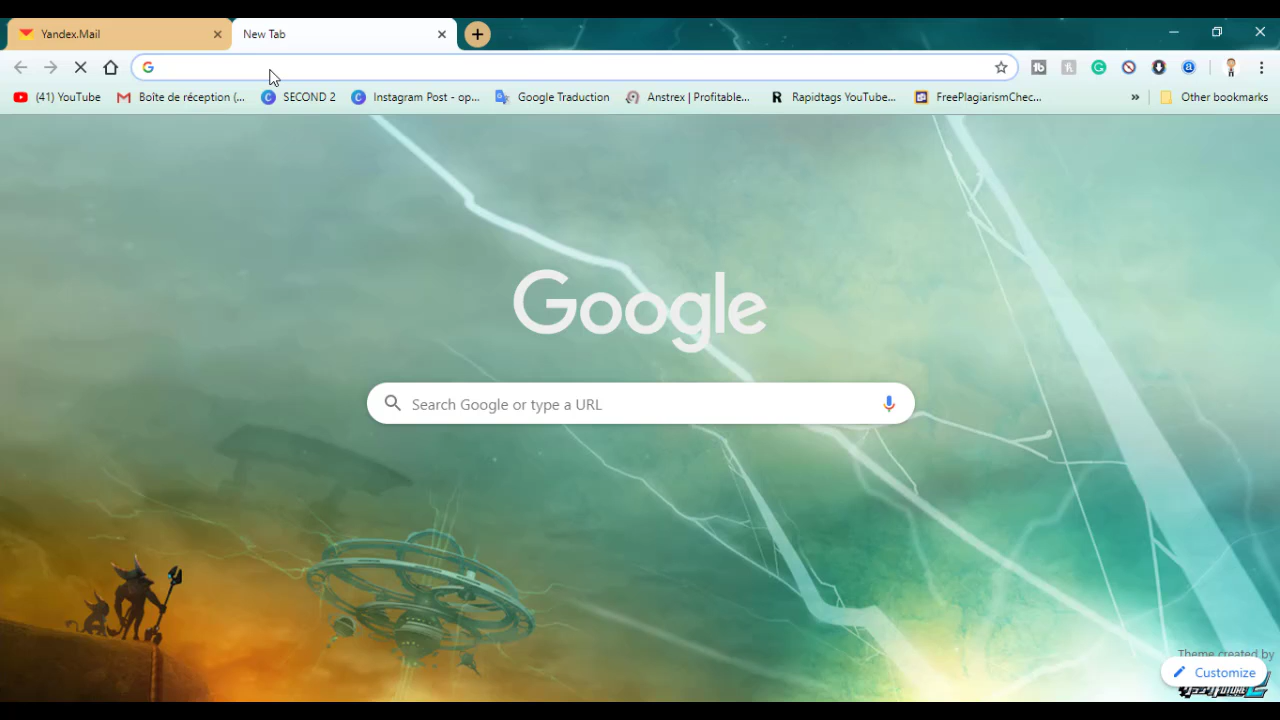 Yandex.Mail
New Tab
(41) YouTube
Boîte de réception (...
SECOND 2
Instagram Post - op...
Google Traduction
Anstrex | Profitable...
Rapidtags YouTube...
FreePlagiarismChec...
»
Other bookmarks
Google
Search Google or type a URL
Theme created by
Customize